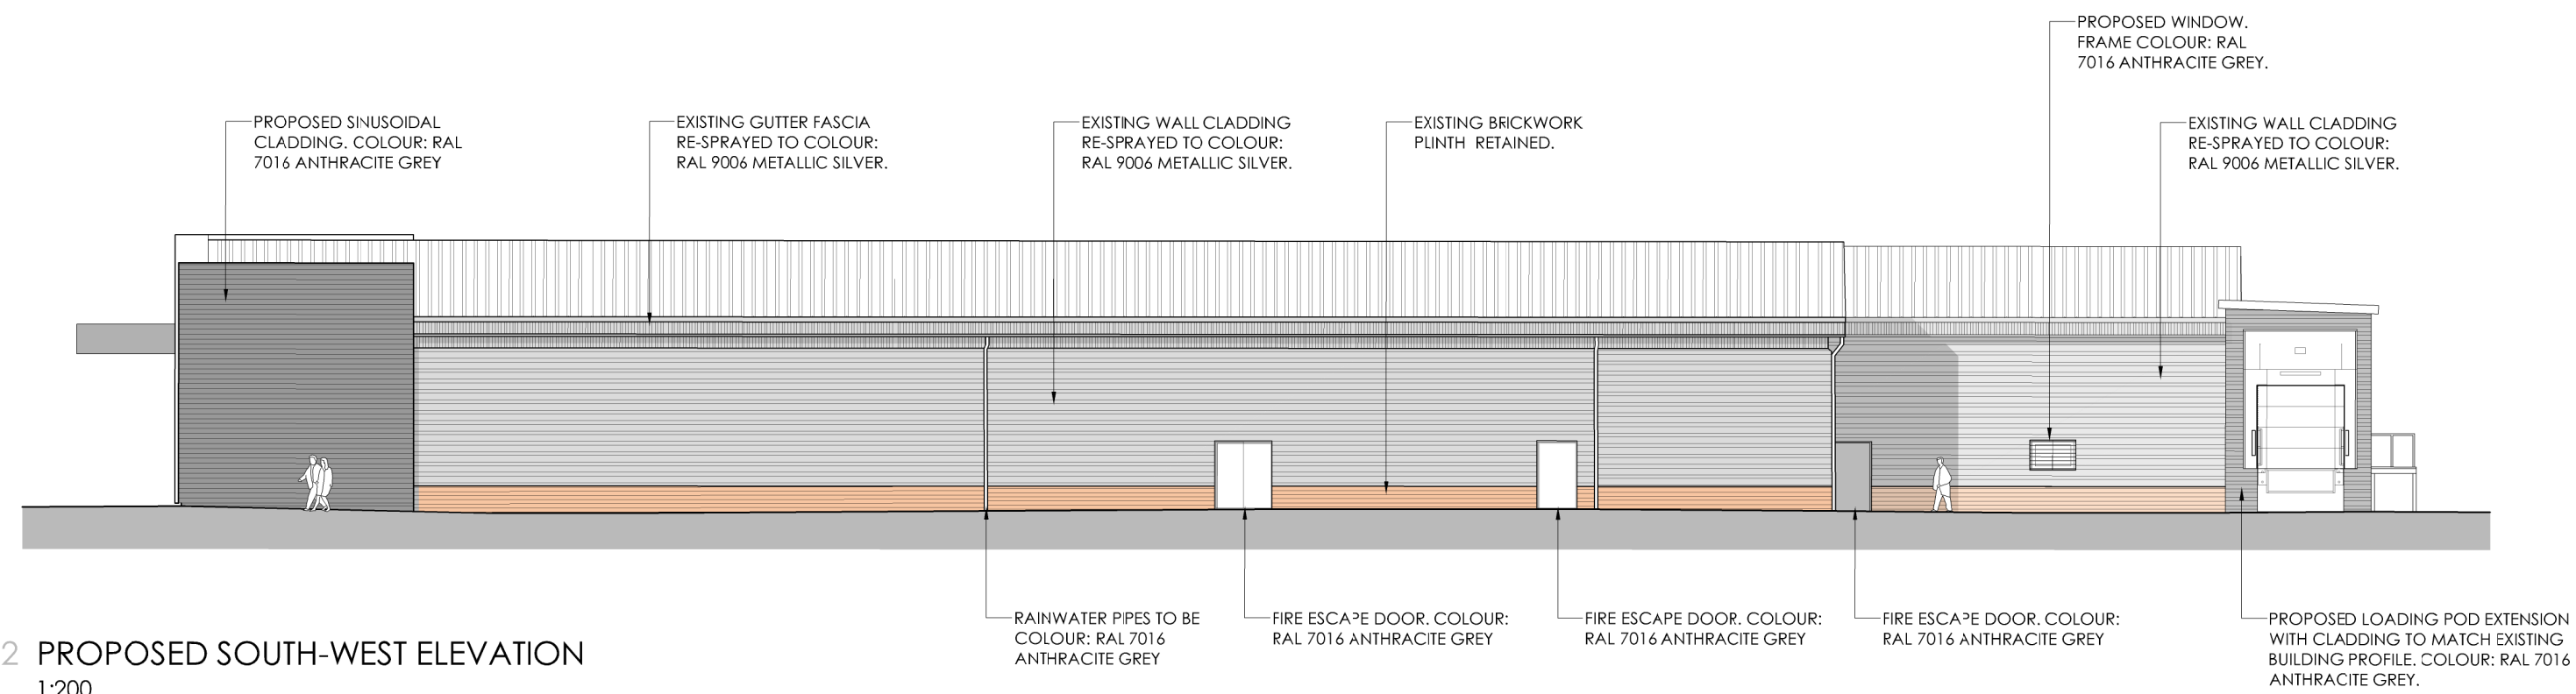 PROPOSED WINDOW.
FRAME COLOUR: RAL
7016 ANTHRACITE GREY.
PROPOSED SINUSOIDAL
CLADDING. COLOUR: RAL
7016 ANTHRACITE GREY
EXISTING GUTTER FASCIA
RE-SPRAYED TO COLOUR:
RAL 9006 METALLIC SILVER.
EXISTING WALL CLADDING
RE-SPRAYED TO COLOUR:
RAL 9006 METALLIC SILVER.
EXISTING BRICKWORK
PLINTH RETAINED.
EXISTING WALL CLADDING
RE-SPRAYED TO COLOUR:
RAL 9006 METALLIC SILVER.
RAINWATER PIPES TO BE
COLOUR: RAL 7016
ANTHRACITE GREY
FIRE ESCAPE DOOR. COLOUR:
RAL 7016 ANTHRACITE GREY
FIRE ESCAPE DOOR. COLOUR:
RAL 7016 ANTHRACITE GREY
FIRE ESCAPE DOOR. COLOUR:
RAL 7016 ANTHRACITE GREY
PROPOSED LOADING POD EXTENSION
WITH CLADDING TO MATCH EXISTING
BUILDING PROFILE. COLOUR: RAL 7016
ANTHRACITE GREY.
2 PROPOSED SOUTH-WEST ELEVATION
1:200